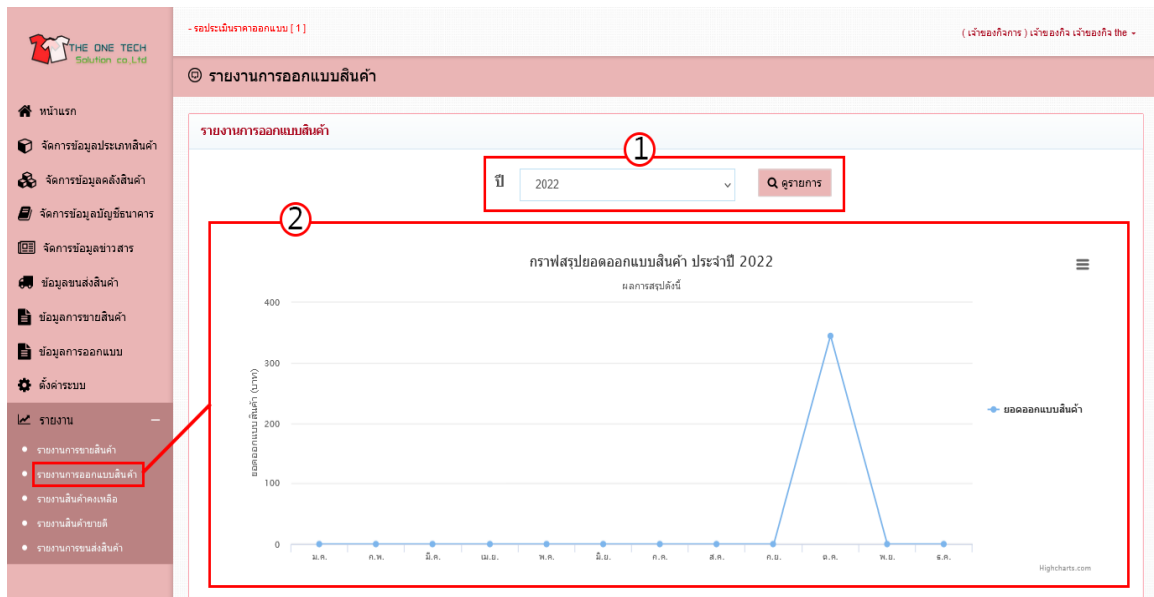 THE ONE TECH
Solution co.,Ltd
- รอประเมินราคาออกแบบ [ 1 ]
( เจ้าของกิจการ ) เจ้าของกิจ เจ้าของกิจ the
รายงานการออกแบบสินค้า
หน้าแรก
จัดการข้อมูลประเภทสินค้า
จัดการข้อมูลคลังสินค้า
จัดการข้อมูลบัญชีธนาคาร
จัดการข้อมูลข่าวสาร
ข้อมูลขนส่งสินค้า
ข้อมูลการขายสินค้า
ข้อมูลการออกแบบ
ตั้งค่าระบบ
รายงาน
รายงานการขายสินค้า
รายงานการออกแบบสินค้า
รายงานสินค้าคงเหลือ
รายงานสินค้าขายดี
รายงานการขนส่งสินค้า
รายงานการออกแบบสินค้า
1
ปี 2022 ดูรายการ
2
กราฟสรุปยอดออกแบบสินค้า ประจำปี 2022
ผลการสรุปดังนี้
ยอดออกแบบสินค้า (บาท)
400
300
200
100
0
ม.ค. ก.พ. มี.ค. เม.ย. พ.ค. มิ.ย. ก.ค. ส.ค. ก.ย. ต.ค. พ.ย. ธ.ค.
ยอดออกแบบสินค้า
Highcharts.com